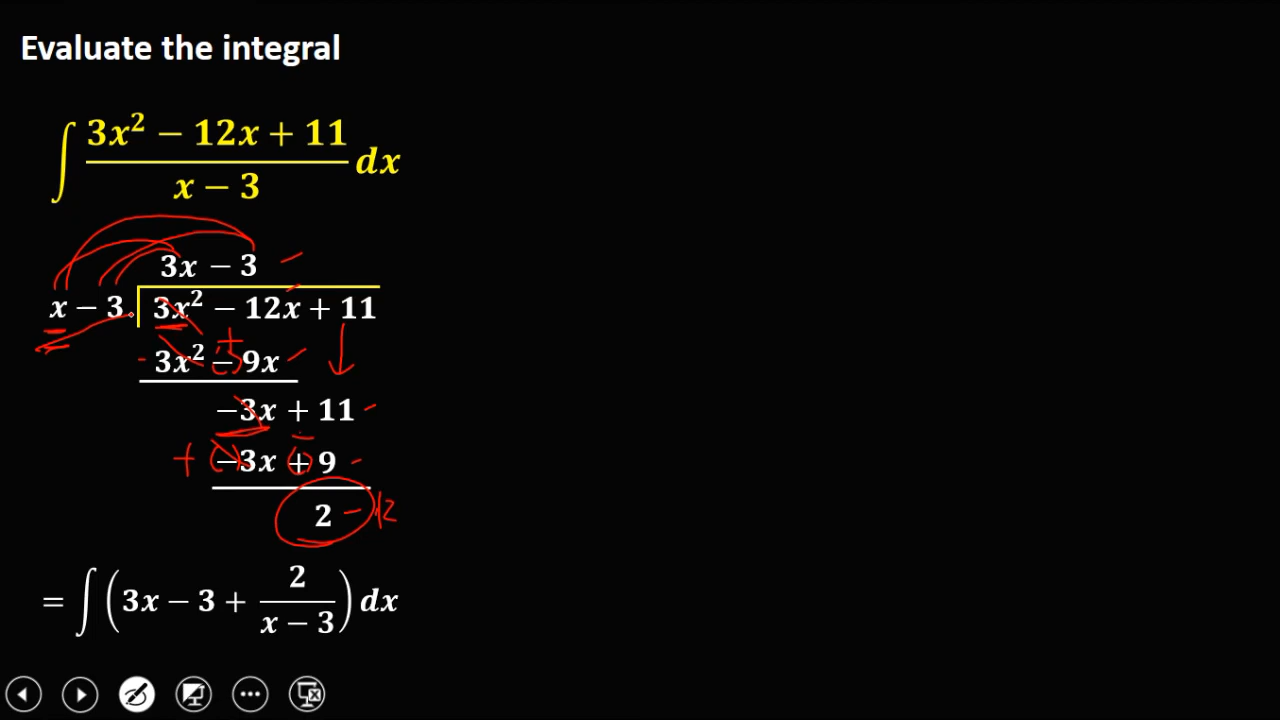 Evaluate the integral
∫ (3x² − 12x + 11)/(x − 3) dx
3x − 3
x − 3 3x² − 12x + 11
+
- 3x² − 9x
−3x + 11
−
+ −3x + 9
2
= ∫ (3x − 3 + 2/(x − 3)) dx